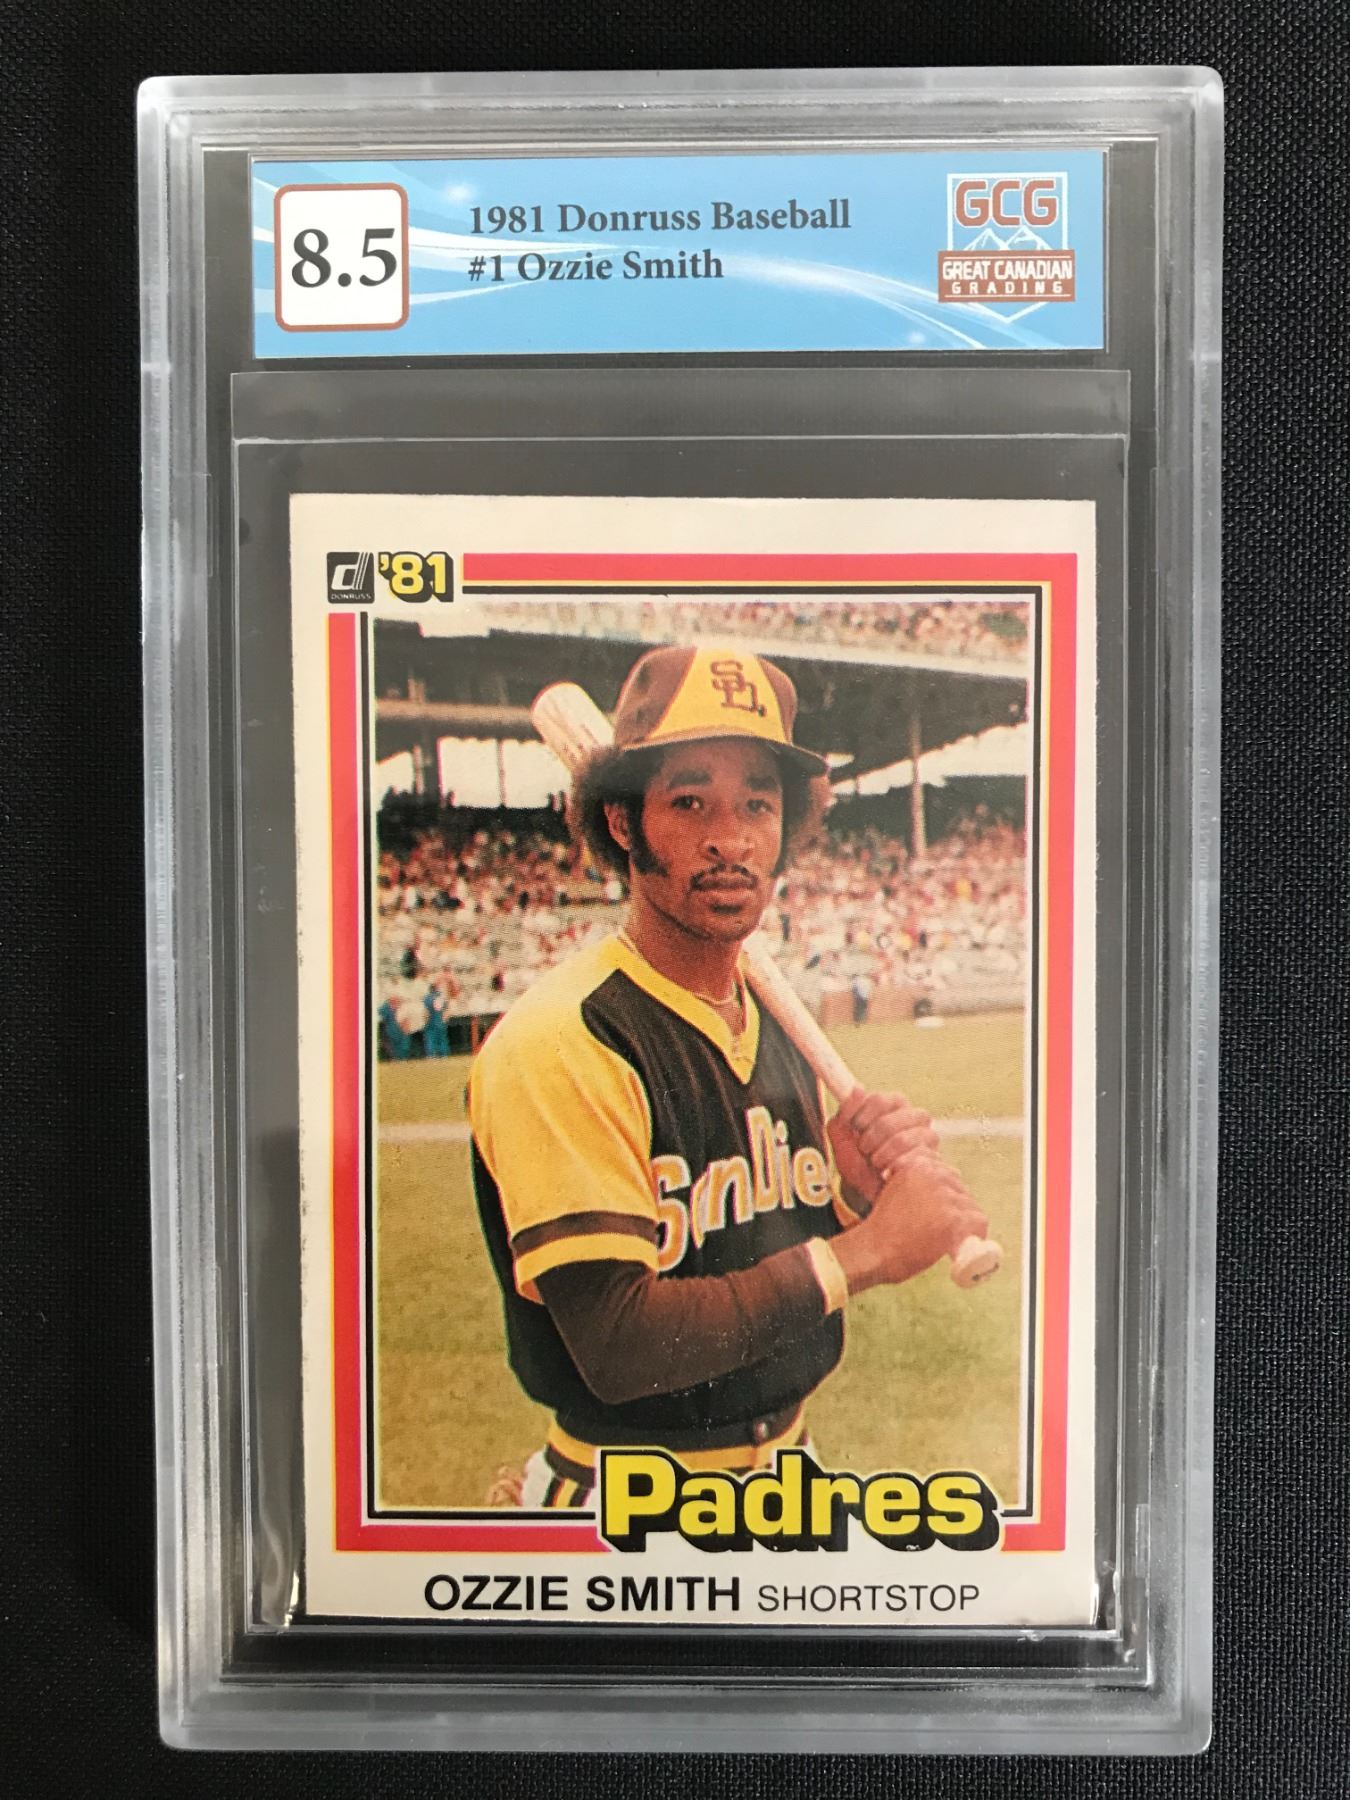 8.5
1981 Donruss Baseball
#1 Ozzie Smith
GCG
GREAT CANADIAN
GRADING
d '81
DONRUSS
SD
San Die
Padres
OZZIE SMITH SHORTSTOP